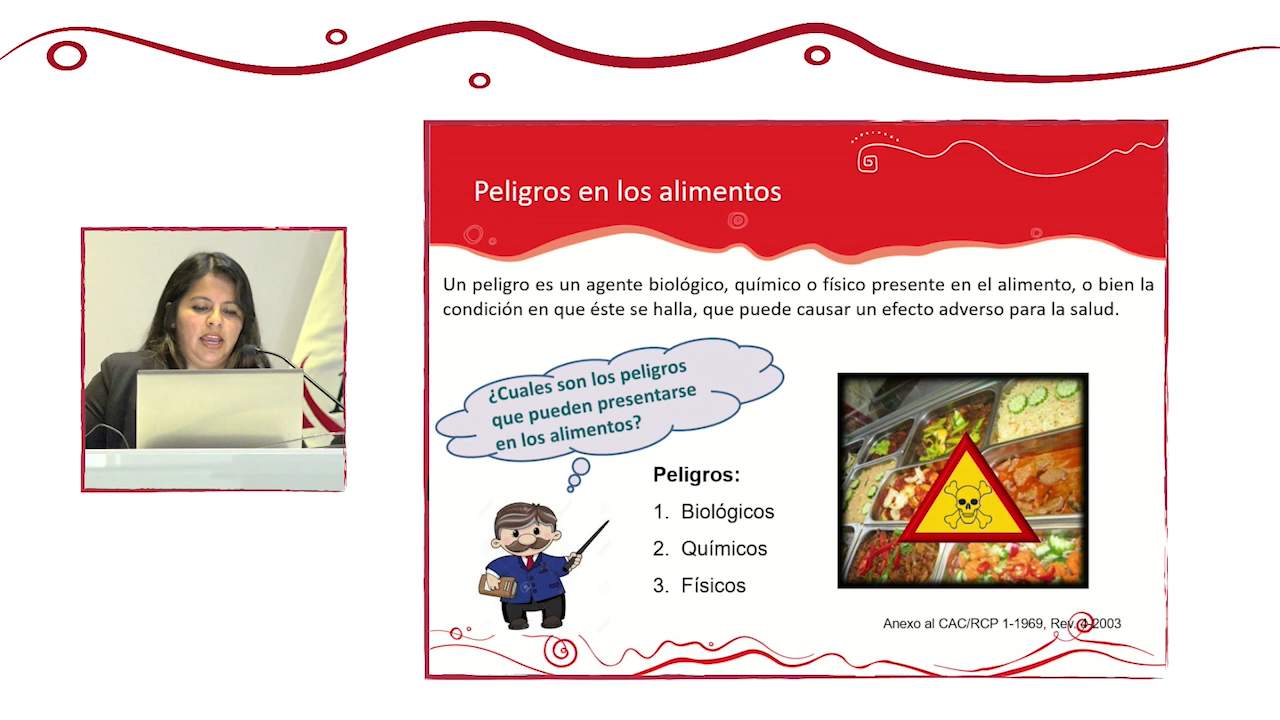 Peligros en los alimentos
Un peligro es un agente biológico, químico o físico presente en el alimento, o bien la
condición en que éste se halla, que puede causar un efecto adverso para la salud.
¿Cuales son los peligros
que pueden presentarse
en los alimentos?
Peligros:
1. Biológicos
2. Químicos
3. Físicos
Anexo al CAC/RCP 1-1969, Rev. 4-2003